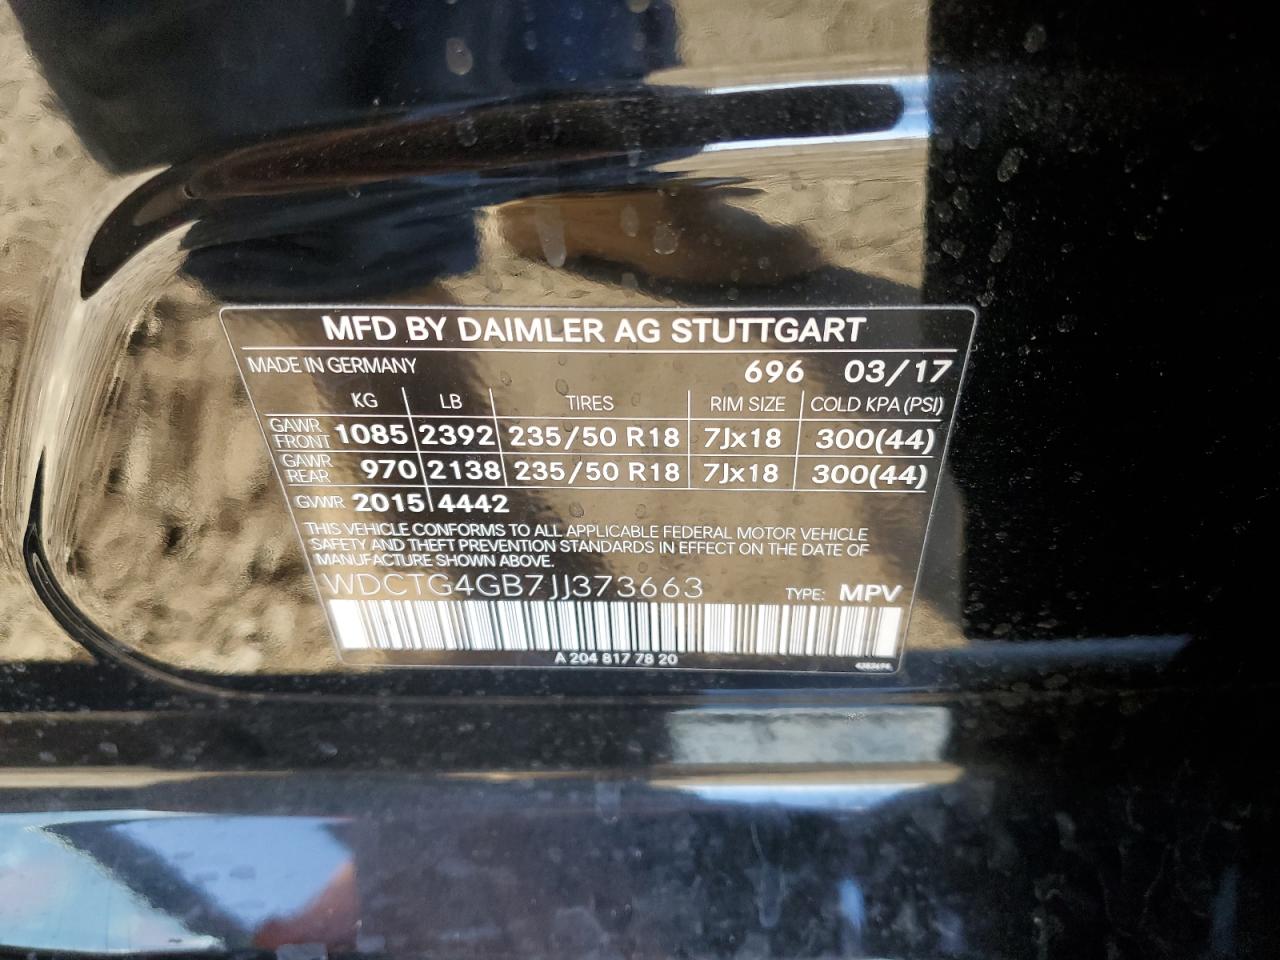 MFD BY DAIMLER AG STUTTGART
MADE IN GERMANY 696 03/17
KG LB TIRES RIM SIZE COLD KPA (PSI)
GAWR FRONT 1085 2392 235/50 R18 7Jx18 300(44)
GAWR REAR 970 2138 235/50 R18 7Jx18 300(44)
GVWR 2015 4442
THIS VEHICLE CONFORMS TO ALL APPLICABLE FEDERAL MOTOR VEHICLE
SAFETY AND THEFT PREVENTION STANDARDS IN EFFECT ON THE DATE OF
MANUFACTURE SHOWN ABOVE.
WDCTG4GB7JJ373663 TYPE: MPV
A 204 817 78 20